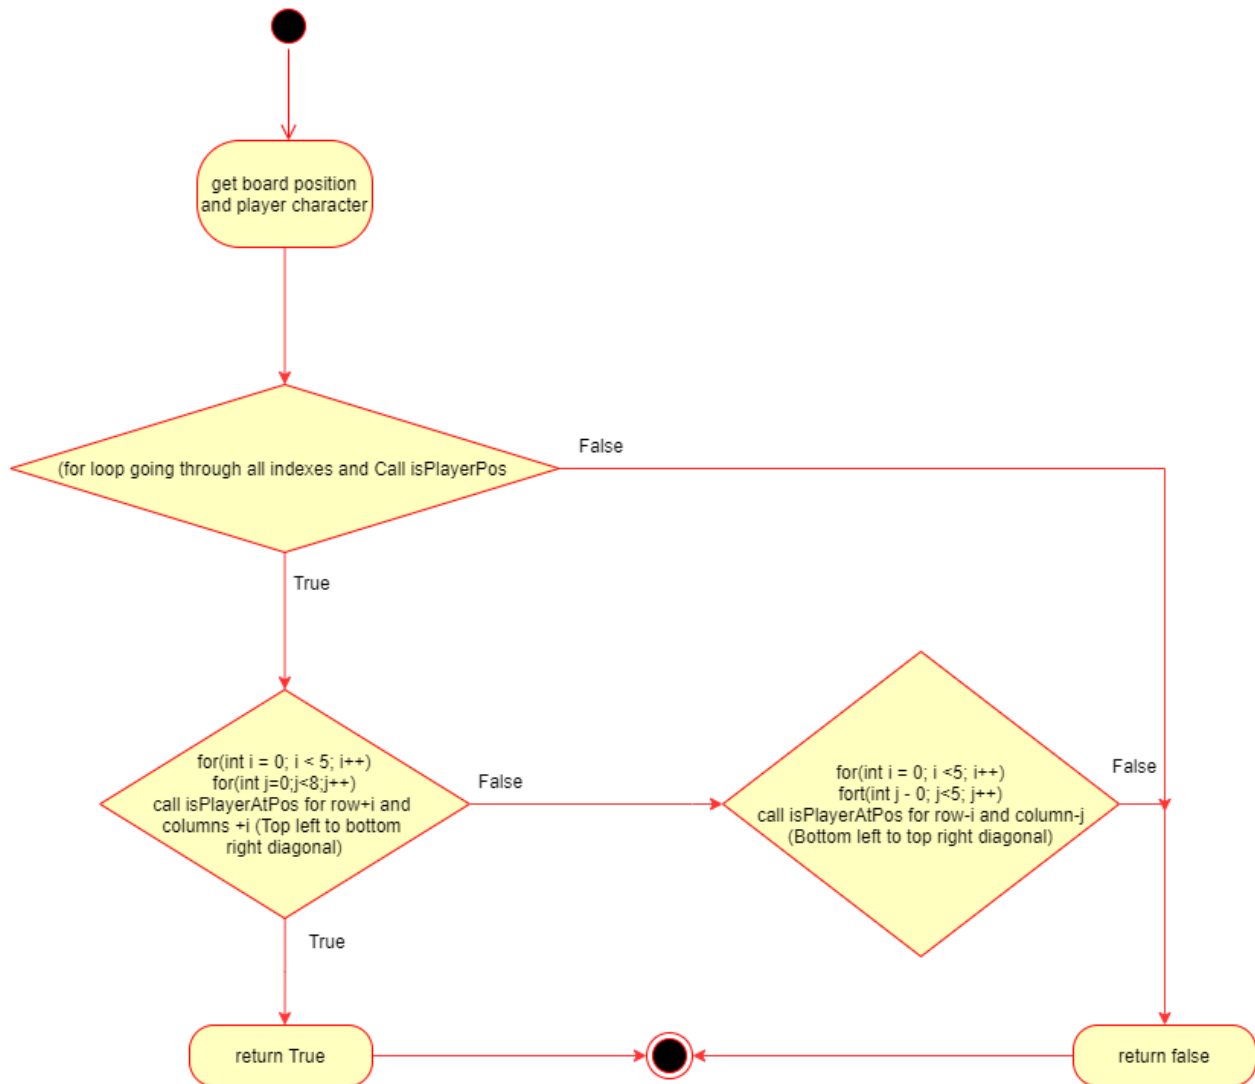 get board position
and player character
(for loop going through all indexes and Call isPlayerPos
False
True
for(int i = 0; i < 5; i++)
for(int j=0;j<8;j++)
call isPlayerAtPos for row+i and
columns +i (Top left to bottom
right diagonal)
False
for(int i = 0; i <5; i++)
fort(int j - 0; j<5; j++)
call isPlayerAtPos for row-i and column-j
(Bottom left to top right diagonal)
False
True
return True
return false